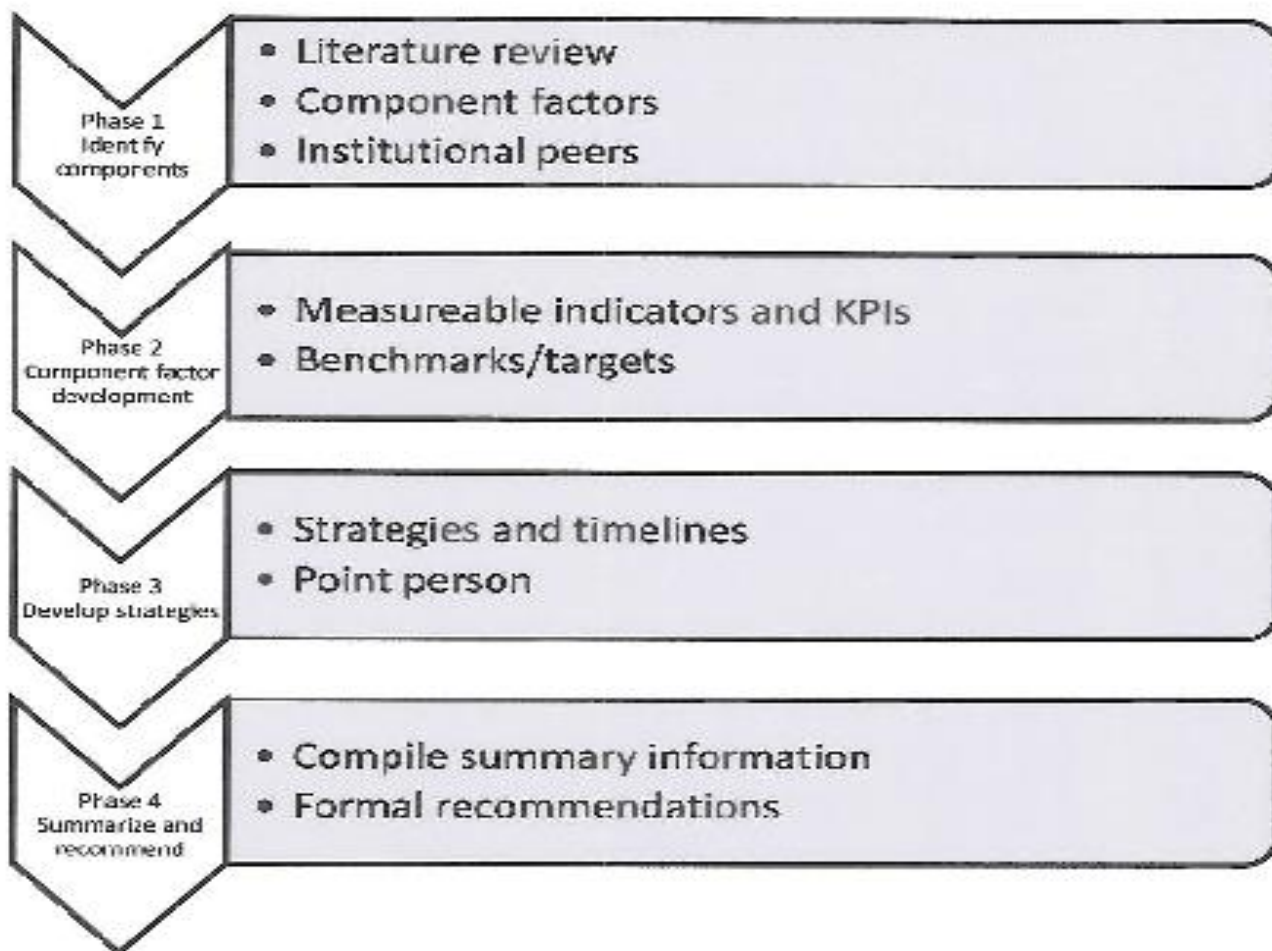 Phase 1
Identify
components
• Literature review
• Component factors
• Institutional peers
Phase 2
Component factor
development
• Measureable indicators and KPIs
• Benchmarks/targets
Phase 3
Develop strategies
• Strategies and timelines
• Point person
Phase 4
Summarize and
recommend
• Compile summary information
• Formal recommendations